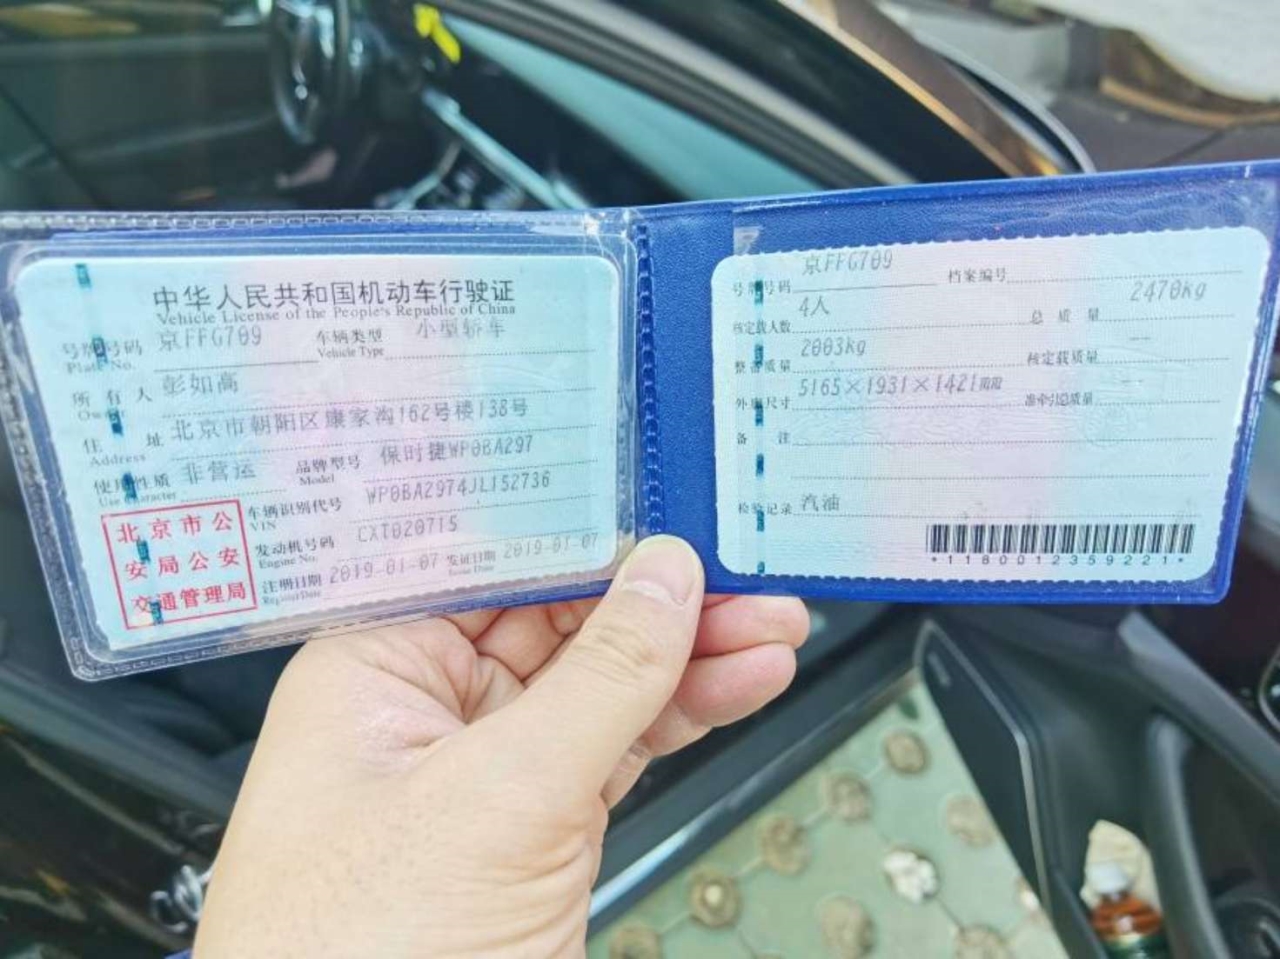 中华人民共和国机动车行驶证
Vehicle License of the People's Republic of China
号牌号码 京FFG709 车辆类型 小型轿车
Plate No. Vehicle Type
所有人 彭如高
Owner
住址 北京市朝阳区康家沟162号楼138号
Address
使用性质 非营运 品牌型号 保时捷WP0BA297
Use Character Model
北京市公安局公安交通管理局
车辆识别代号 WP0BA2974JL152736
VIN
发动机号码 CXT020715
Engine No.
注册日期 2019-01-07 发证日期 2019-01-07
Register Date Issue Date
号牌号码 京FFG709 档案编号
核定载人数 4人 总质量 2470kg
整备质量 2003kg 核定载质量 --
外廓尺寸 5165×1931×1421mm 准牵引总质量 --
备注
检验记录 汽油
*1180012359221*